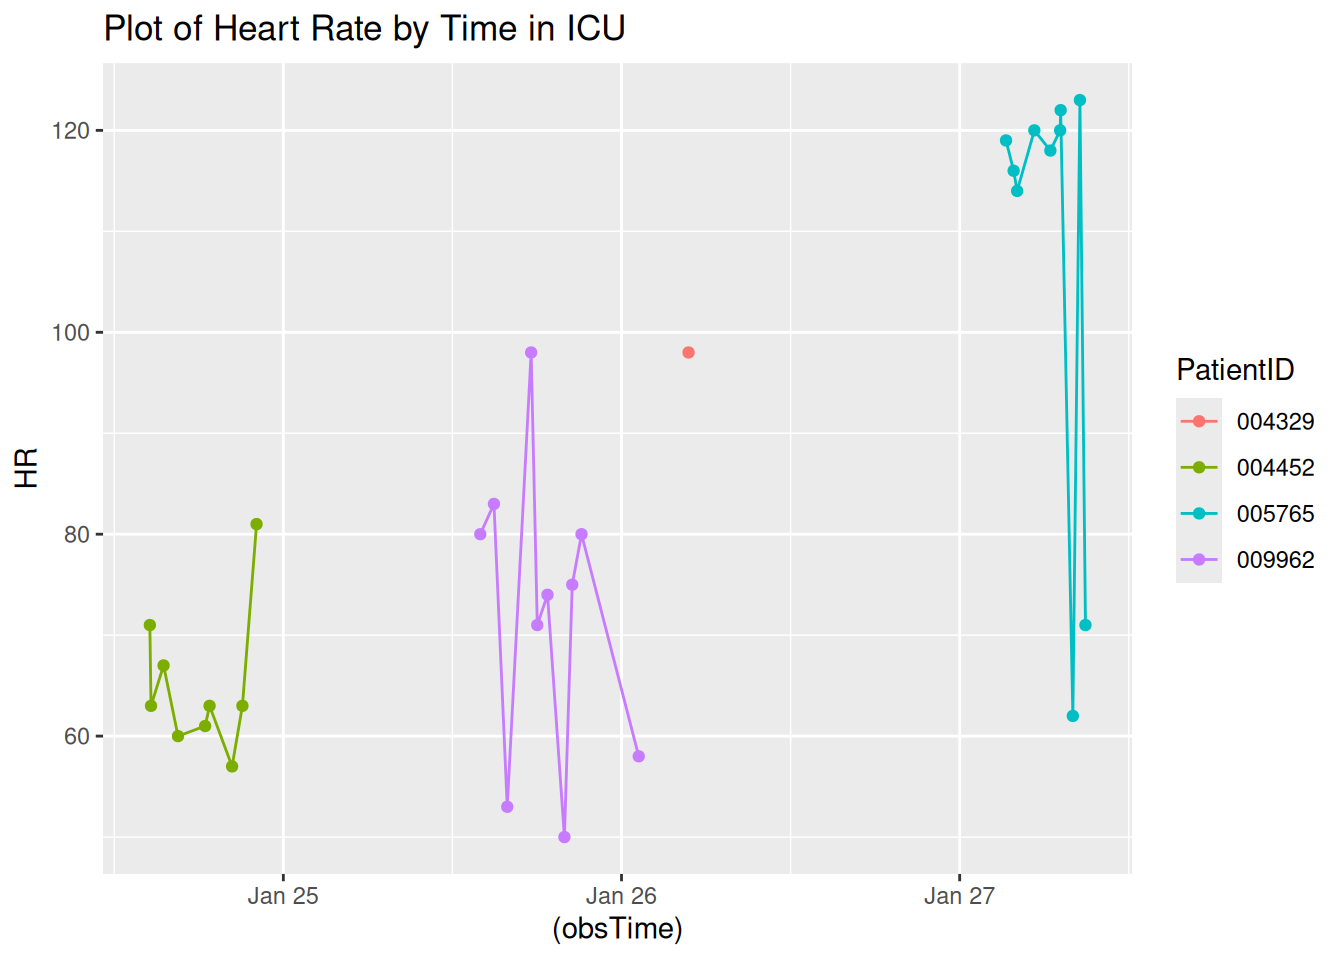 Plot of Heart Rate by Time in ICU
HR
120
100
80
60
Jan 25
Jan 26
Jan 27
(obsTime)
PatientID
004329
004452
005765
009962